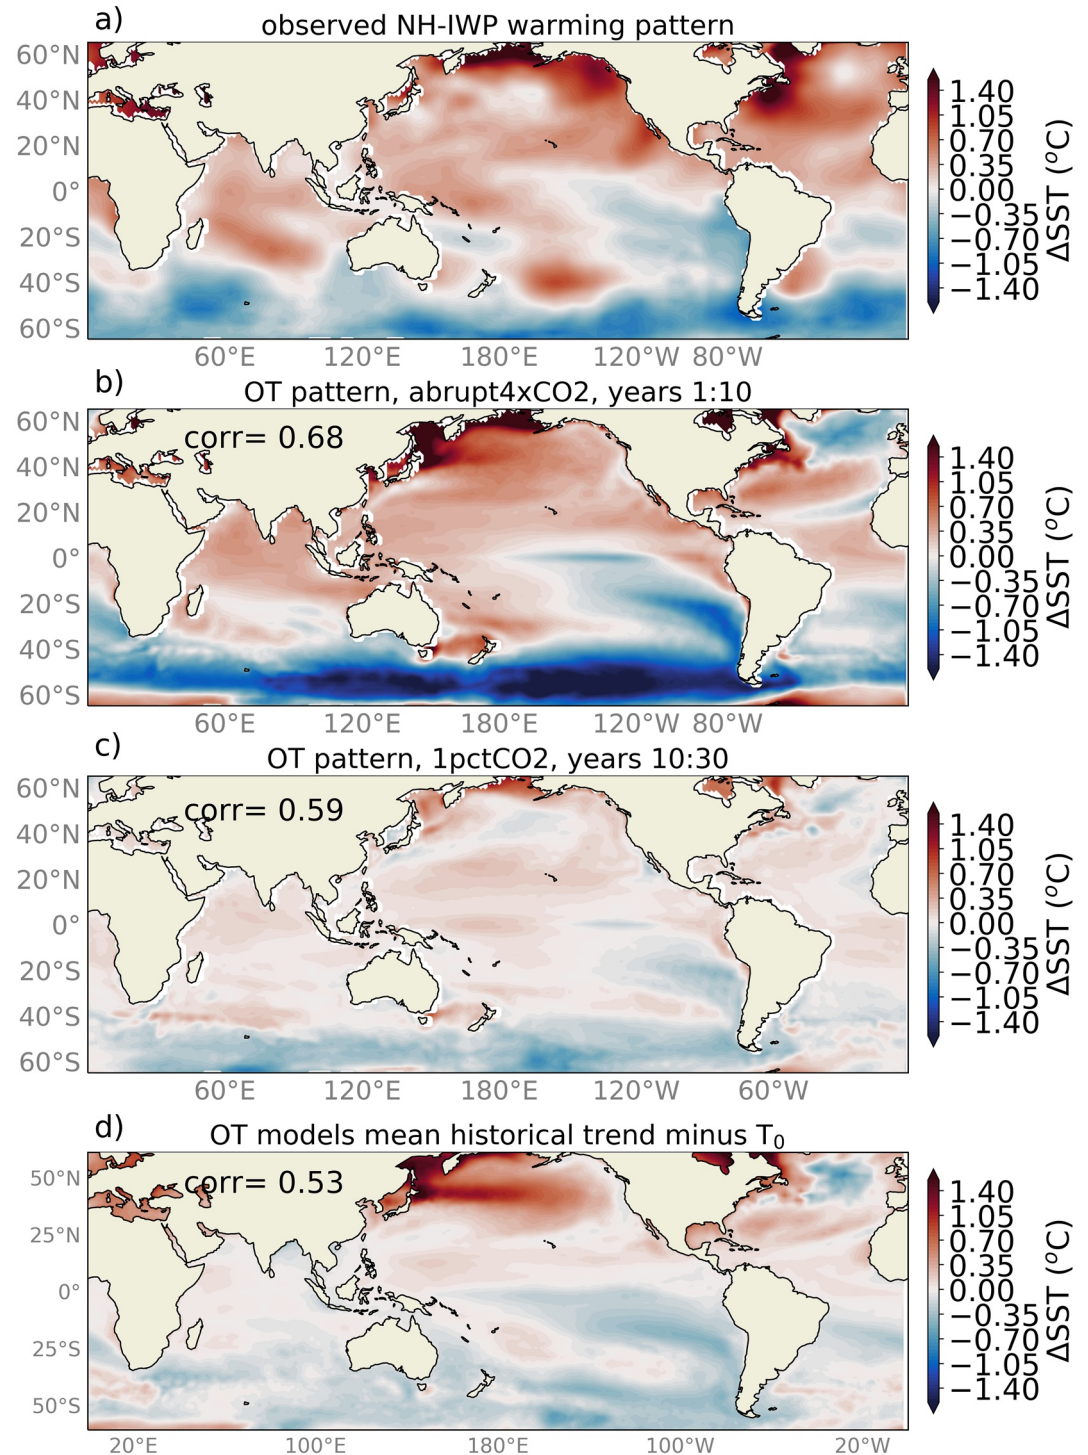 a)
observed NH-IWP warming pattern
60°N
40°N
20°N
0°
20°S
40°S
60°S
60°E 120°E 180°E 120°W 80°W
1.40
1.05
0.70
0.35
0.00
−0.35
−0.70
−1.05
−1.40
ΔSST (°C)
b)
OT pattern, abrupt4xCO2, years 1:10
corr= 0.68
60°N
40°N
20°N
0°
20°S
40°S
60°S
60°E 120°E 180°E 120°W 80°W
1.40
1.05
0.70
0.35
0.00
−0.35
−0.70
−1.05
−1.40
ΔSST (°C)
c)
OT pattern, 1pctCO2, years 10:30
corr= 0.59
60°N
40°N
20°N
0°
20°S
40°S
60°S
60°E 120°E 180°E 120°W 60°W
1.40
1.05
0.70
0.35
0.00
−0.35
−0.70
−1.05
−1.40
ΔSST (°C)
d)
OT models mean historical trend minus T₀
corr= 0.53
50°N
25°N
0°
25°S
50°S
20°E 100°E 180°E 100°W 20°W
1.40
1.05
0.70
0.35
0.00
−0.35
−0.70
−1.05
−1.40
ΔSST (°C)